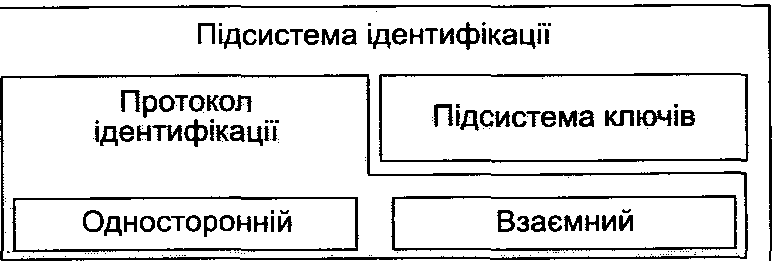 Підсистема ідентифікації
Протокол
ідентифікації
Підсистема ключів
Односторонній
Взаємний